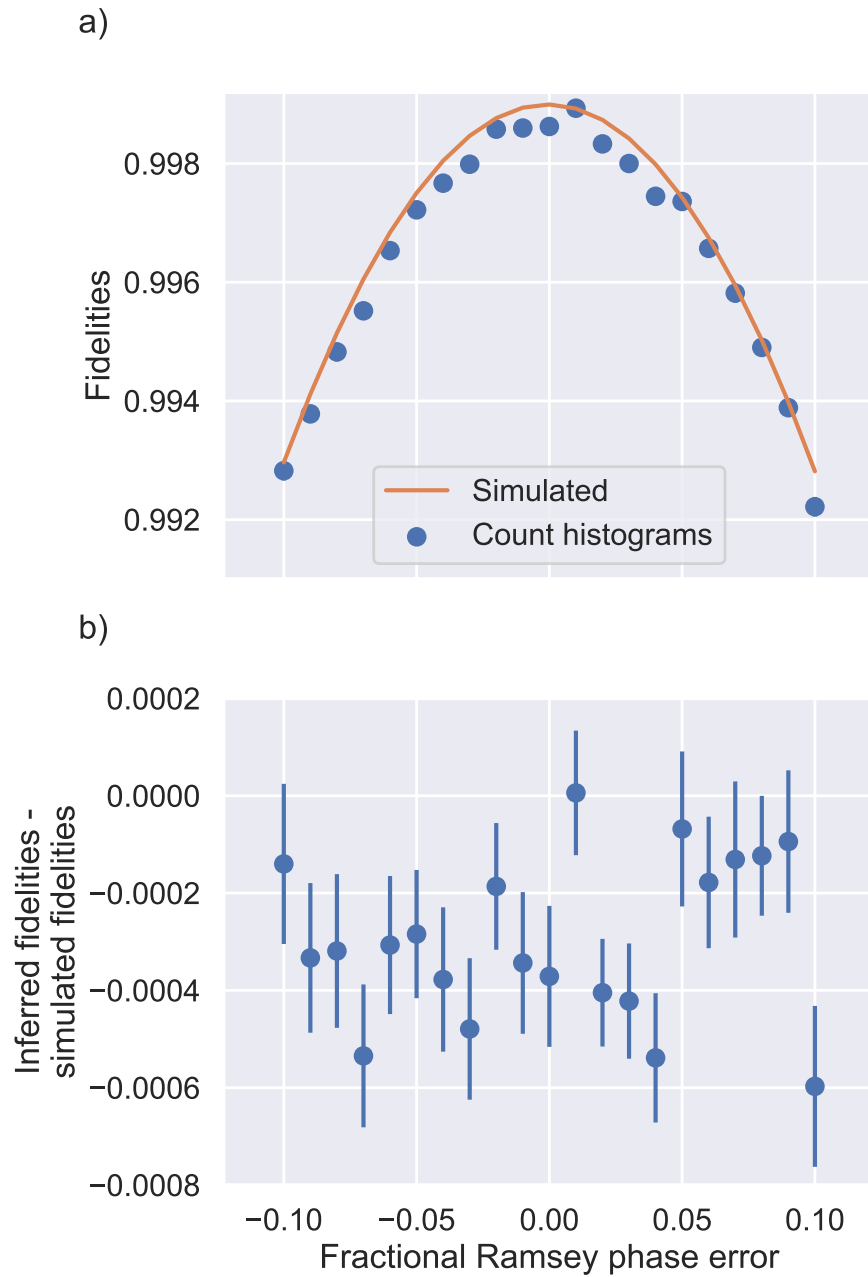 a)
0.998
0.996
0.994
0.992
Fidelities
Simulated
Count histograms
b)
0.0002
0.0000
−0.0002
−0.0004
−0.0006
−0.0008
Inferred fidelities -
simulated fidelities
−0.10 −0.05 0.00 0.05 0.10
Fractional Ramsey phase error